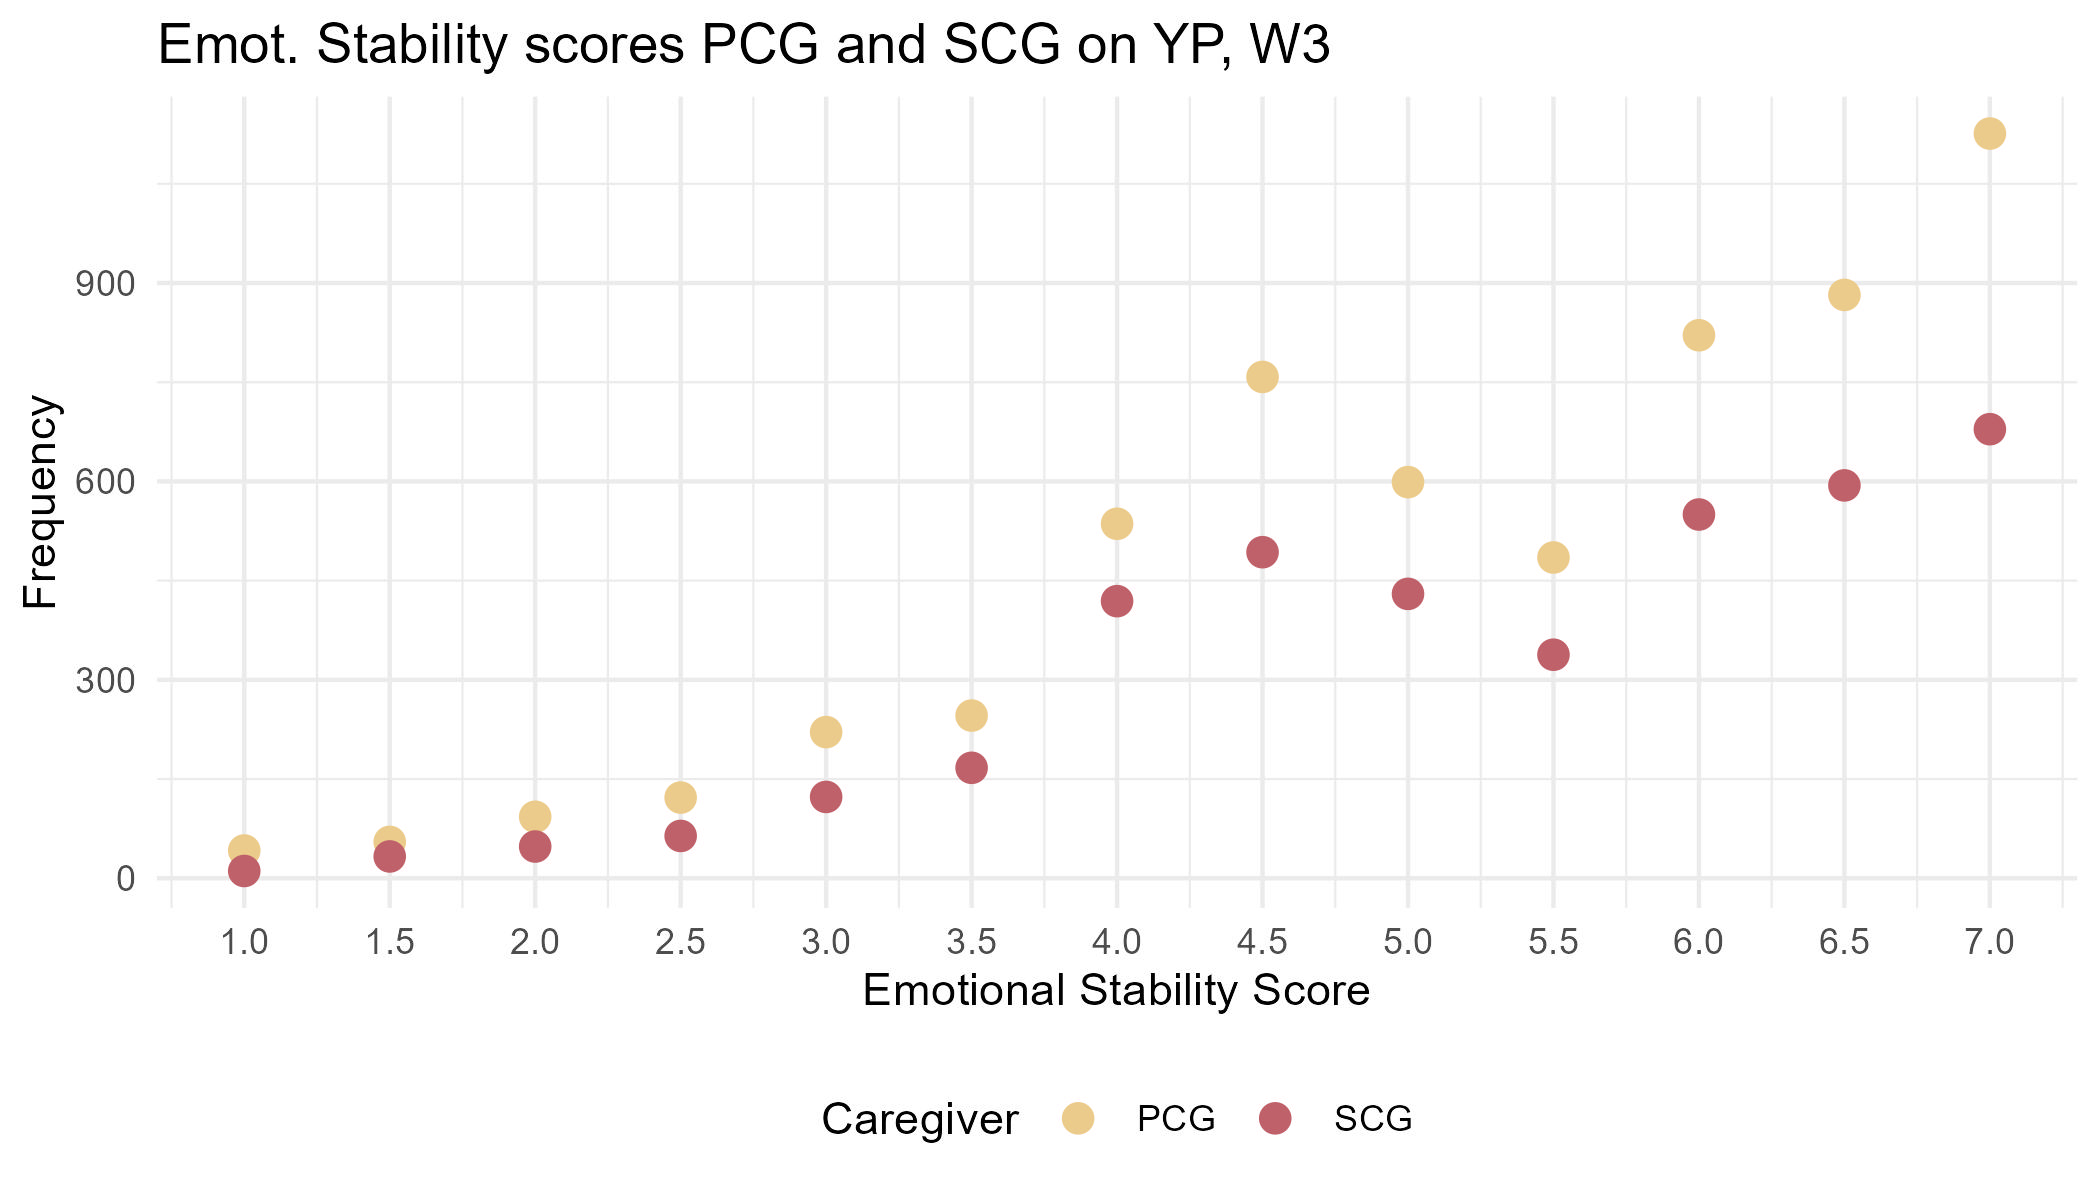 Emot. Stability scores PCG and SCG on YP, W3
Frequency
900
600
300
0
1.0 1.5 2.0 2.5 3.0 3.5 4.0 4.5 5.0 5.5 6.0 6.5 7.0
Emotional Stability Score
Caregiver PCG SCG